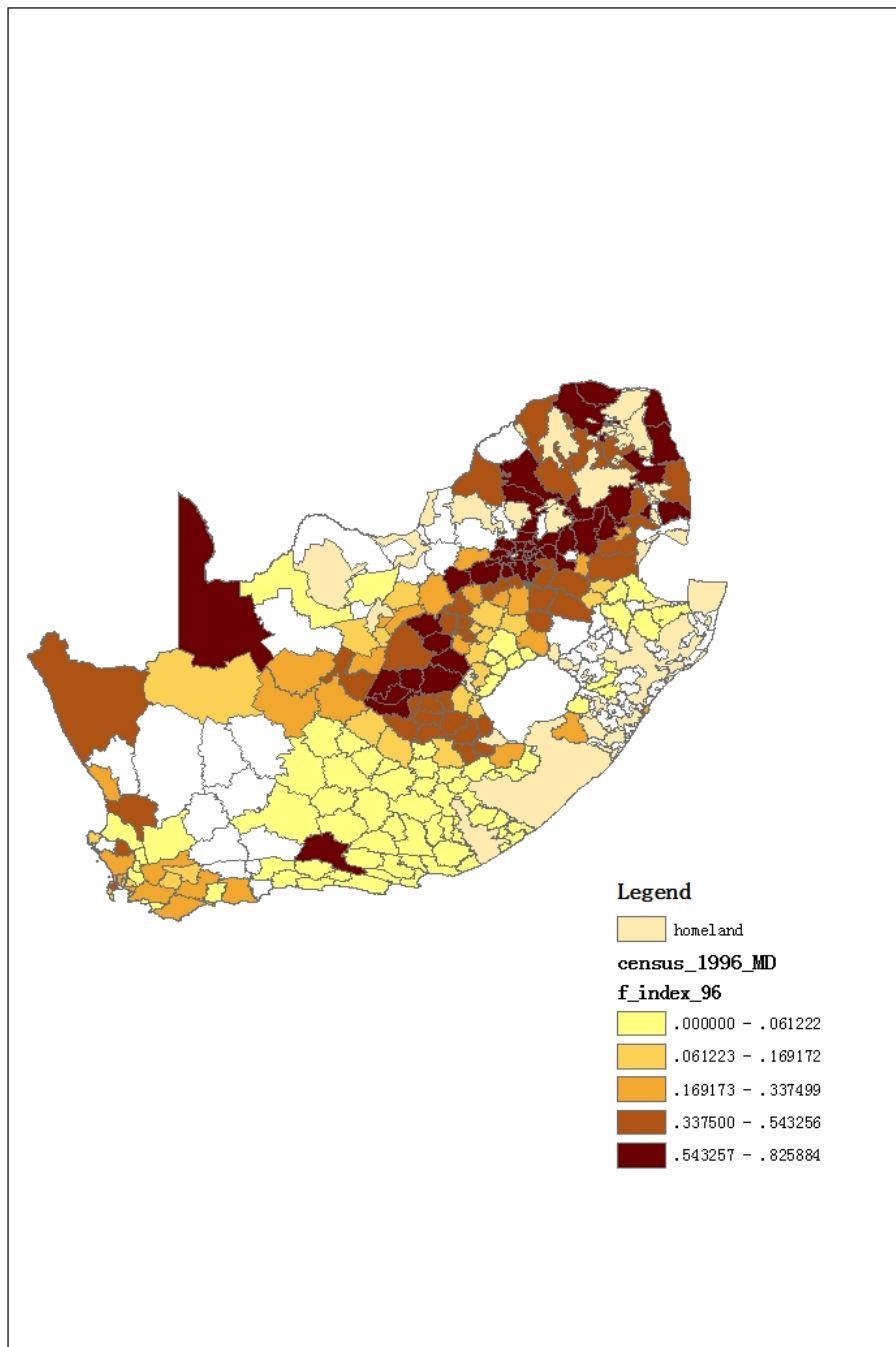 Legend
homeland
census_1996_MD
f_index_96
.000000 - .061222
.061223 - .169172
.169173 - .337499
.337500 - .543256
.543257 - .825884